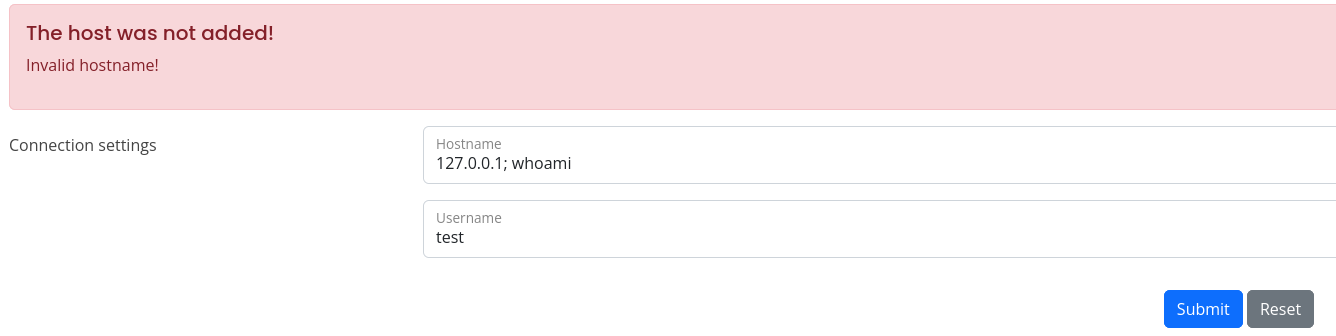 The host was not added!
Invalid hostname!
Connection settings
Hostname
127.0.0.1; whoami
Username
test
Submit
Reset